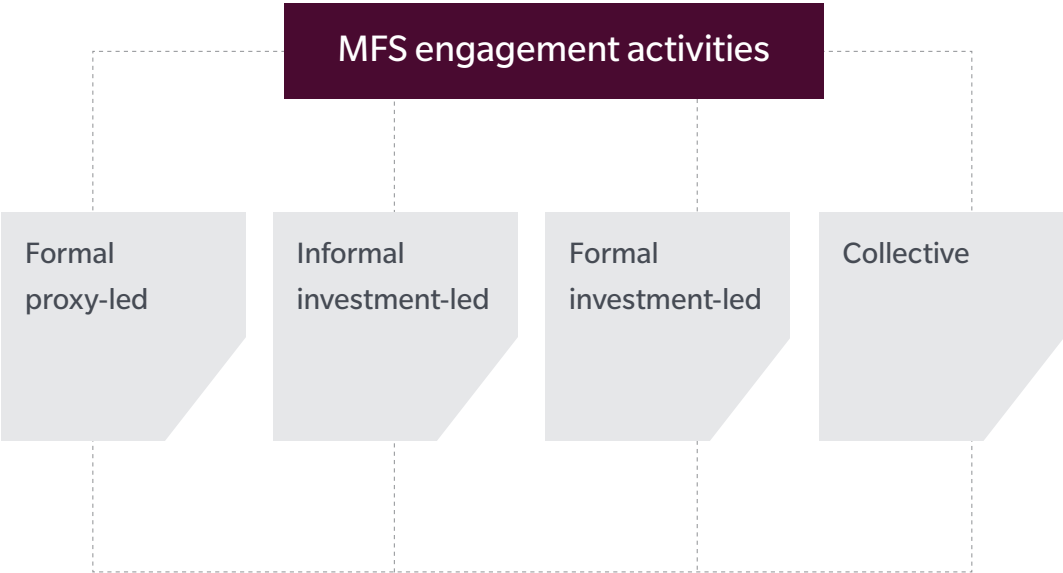 MFS engagement activities
Formal
proxy-led
Informal
investment-led
Formal
investment-led
Collective